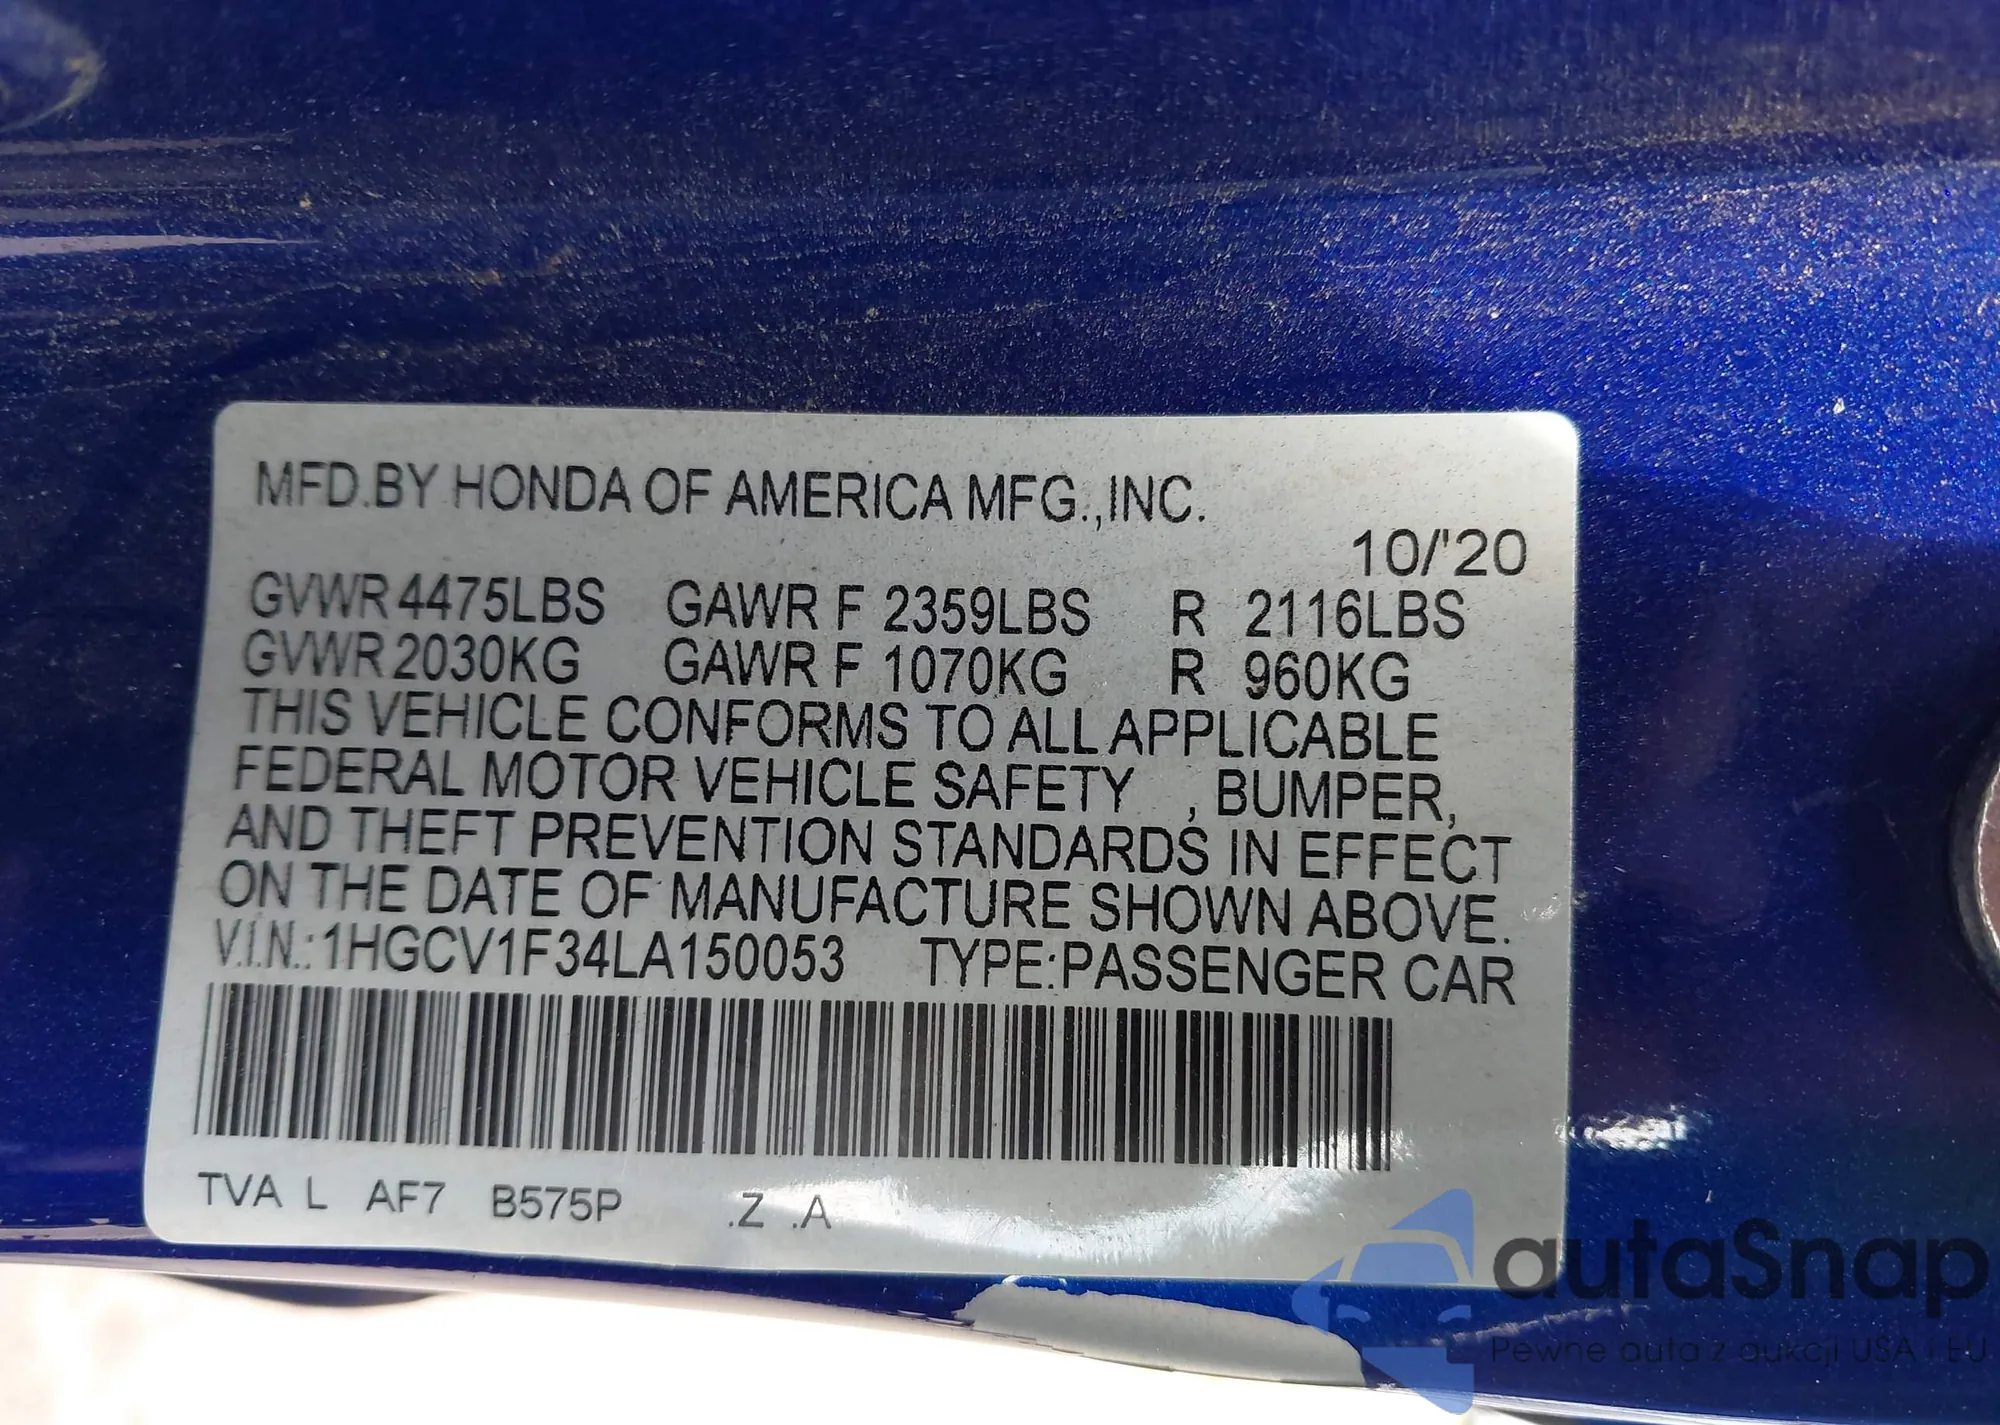 MFD.BY HONDA OF AMERICA MFG.,INC.
10/'20
GVWR 4475LBS GAWR F 2359LBS R 2116LBS
GVWR 2030KG GAWR F 1070KG R 960KG
THIS VEHICLE CONFORMS TO ALL APPLICABLE
FEDERAL MOTOR VEHICLE SAFETY , BUMPER,
AND THEFT PREVENTION STANDARDS IN EFFECT
ON THE DATE OF MANUFACTURE SHOWN ABOVE.
V.I.N.:1HGCV1F34LA150053 TYPE:PASSENGER CAR
TVA L AF7 B575P .Z .A
autaSnap
Pewne auta z aukcji USA i EU